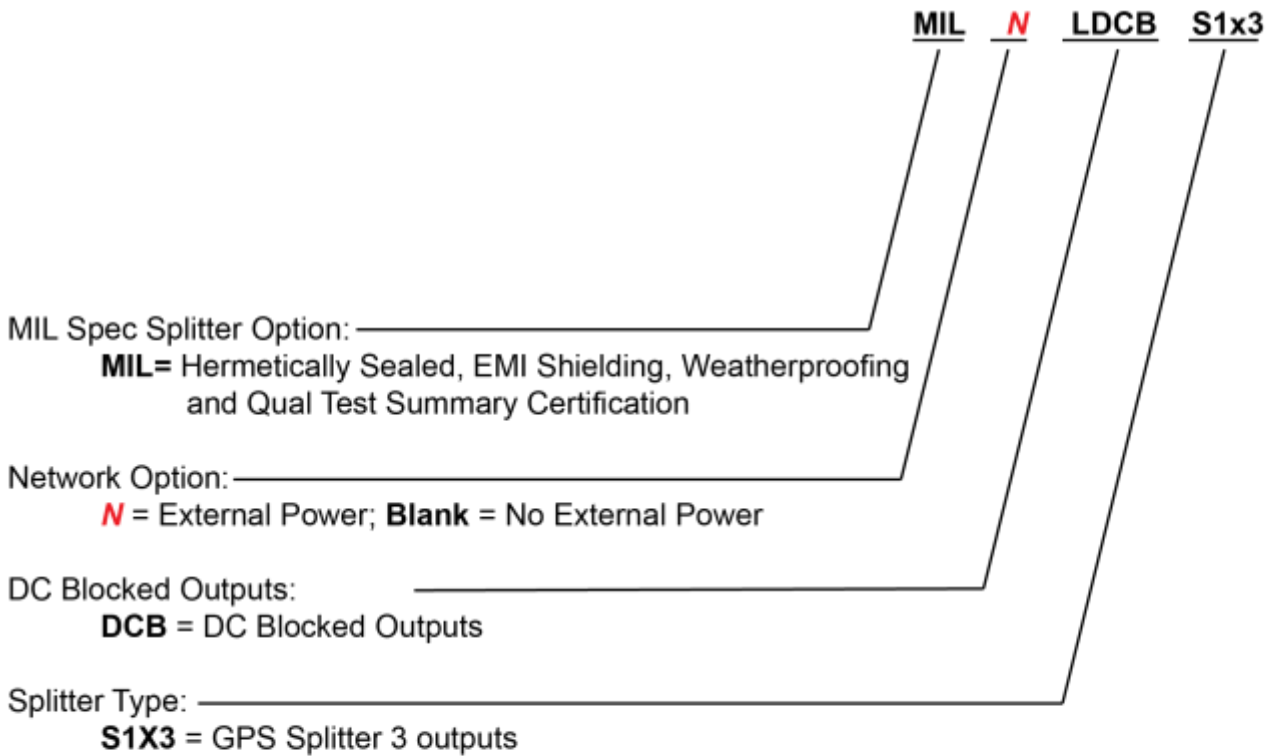 MIL N LDCB S1x3
MIL Spec Splitter Option:
MIL= Hermetically Sealed, EMI Shielding, Weatherproofing
and Qual Test Summary Certification
Network Option:
N = External Power; Blank = No External Power
DC Blocked Outputs:
DCB = DC Blocked Outputs
Splitter Type:
S1X3 = GPS Splitter 3 outputs